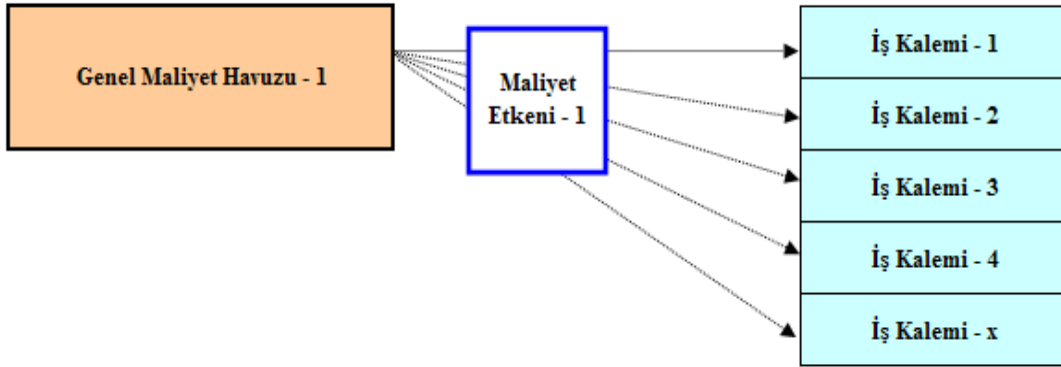 Genel Maliyet Havuzu - 1
Maliyet
Etkeni - 1
İş Kalemi - 1
İş Kalemi - 2
İş Kalemi - 3
İş Kalemi - 4
İş Kalemi - x